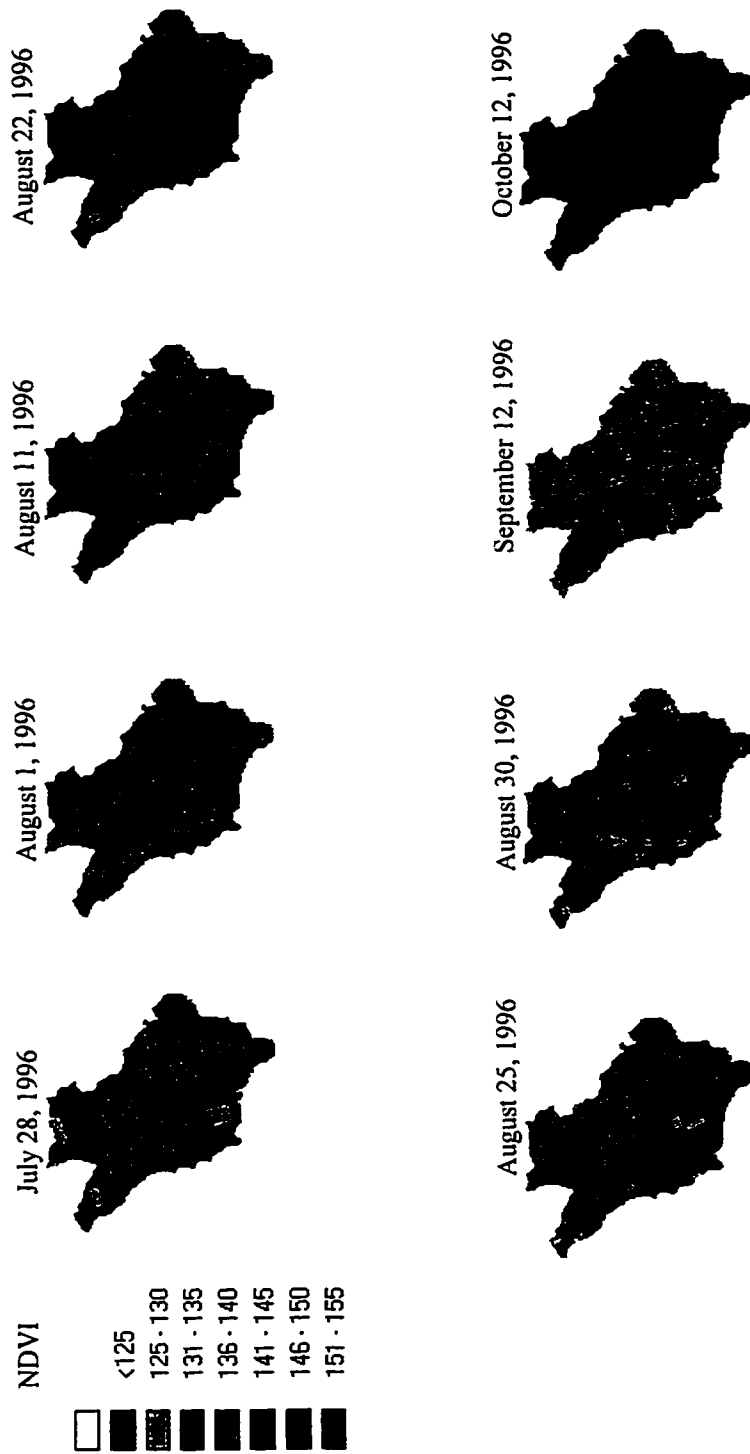 NDVI
<125
125 - 130
131 - 135
136 - 140
141 - 145
146 - 150
151 - 155
July 28, 1996
August 1, 1996
August 11, 1996
August 22, 1996
August 25, 1996
August 30, 1996
September 12, 1996
October 12, 1996